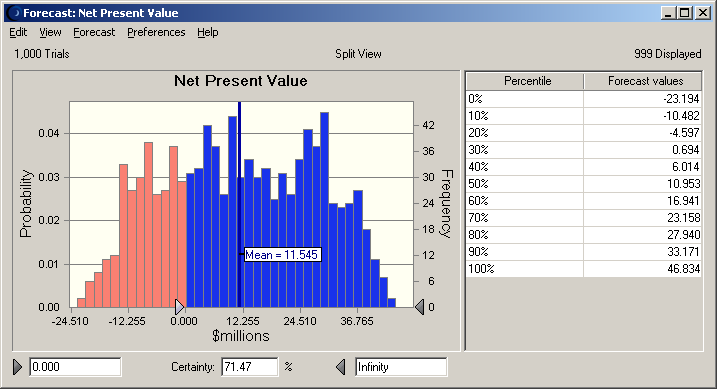 Forecast: Net Present Value
Edit View Forecast Preferences Help
1,000 Trials Split View 999 Displayed
Net Present Value
Probability
0.04
0.03
0.02
0.01
0.00
Mean = 11.545
42
36
30
24
18
12
6
0
Frequency
-24.510 -12.255 0.000 12.255 24.510 36.765
$millions
Percentile Forecast values
0% -23.194
10% -10.482
20% -4.597
30% 0.694
40% 6.014
50% 10.953
60% 16.941
70% 23.158
80% 27.940
90% 33.171
100% 46.834
0.000 Certainty: 71.47 % Infinity